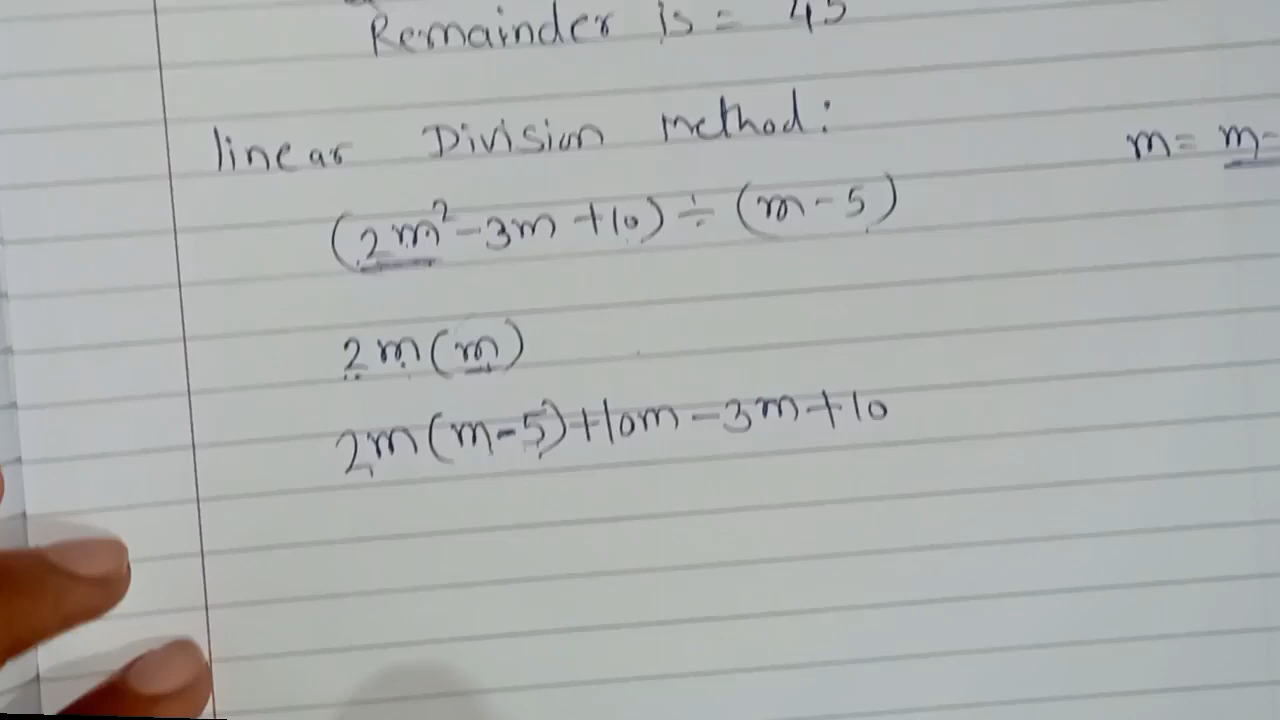 Remainder is = 45
linear Division Method:
m = m-
(2m² - 3m + 10) ÷ (m - 5)
2m(m)
2m(m-5)+10m-3m+10